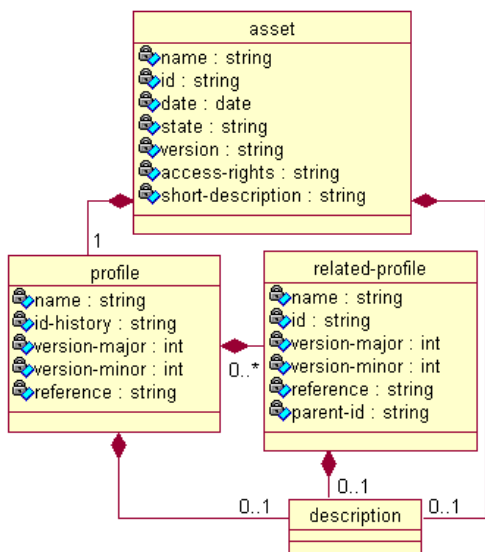 asset
name : string
id : string
date : date
state : string
version : string
access-rights : string
short-description : string
1
profile
name : string
id-history : string
version-major : int
version-minor : int
reference : string
related-profile
name : string
id : string
version-major : int
version-minor : int
reference : string
parent-id : string
0..*
0..1
0..1
0..1
description